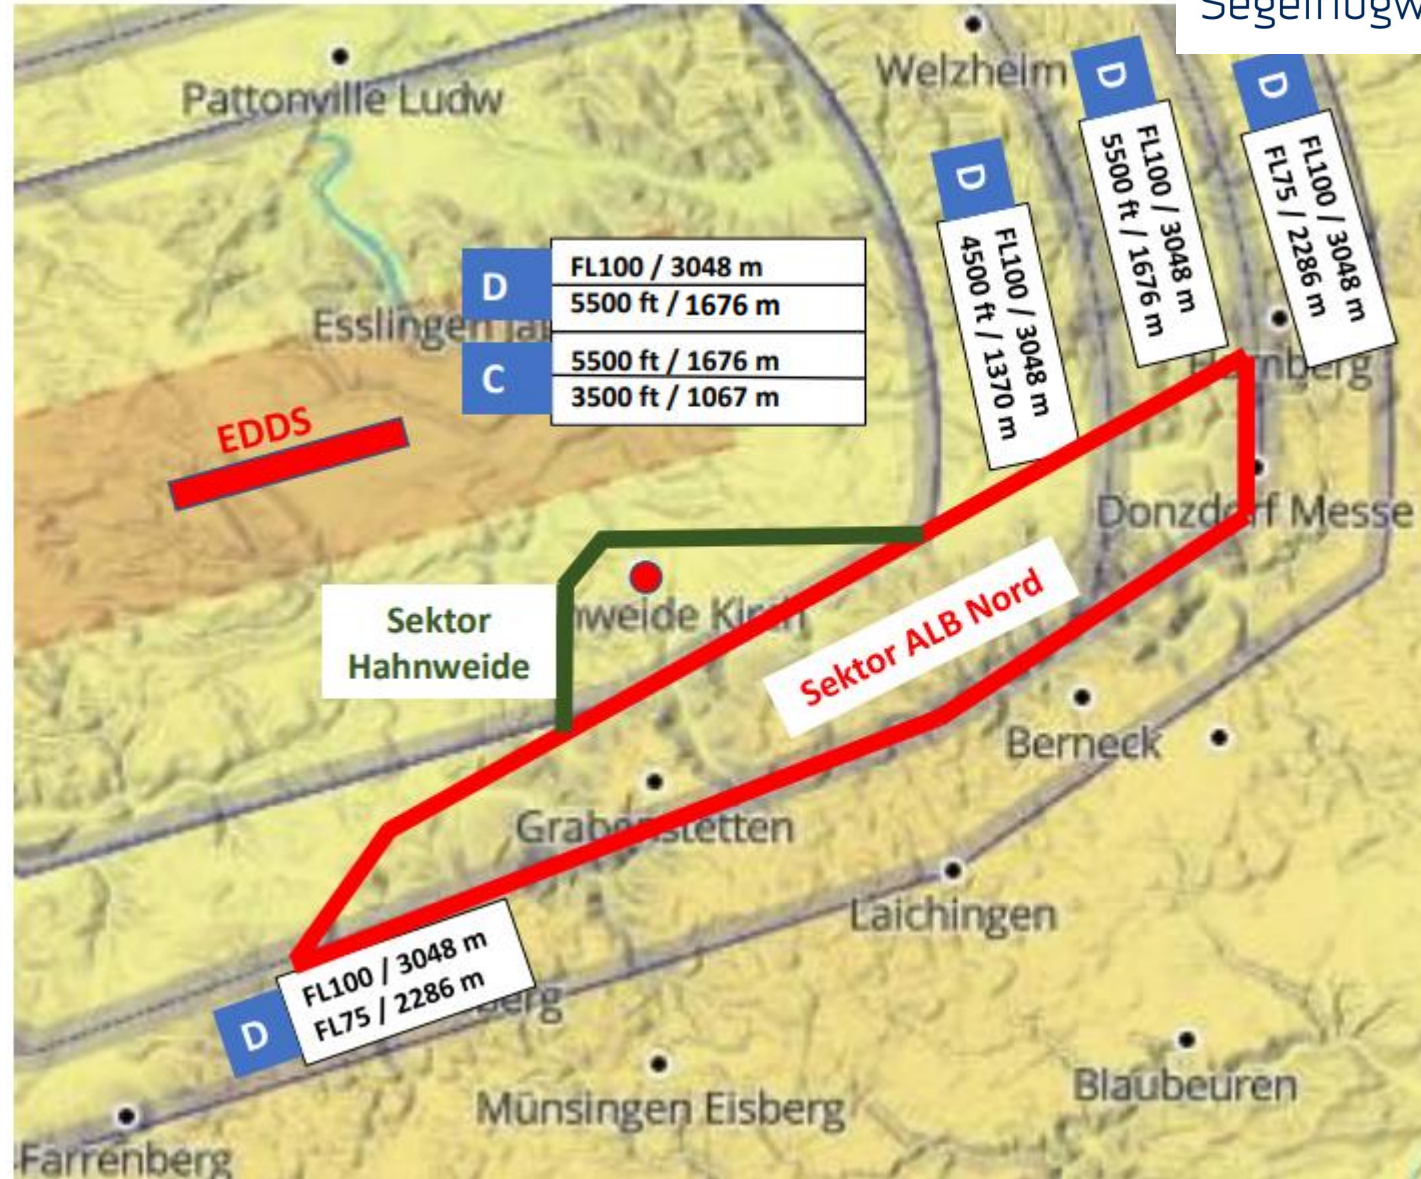 Pattonville Ludw
Welzheim
D
FL100 / 3048 m
5500 ft / 1676 m
D
FL100 / 3048 m
FL75 / 2286 m
D
FL100 / 3048 m
4500 ft / 1370 m
D
FL100 / 3048 m
5500 ft / 1676 m
C
5500 ft / 1676 m
3500 ft / 1067 m
Esslingen
EDDS
Donzdorf Messe
Sektor
Hahnweide
Sektor ALB Nord
Berneck
Grabenstetten
Laichingen
D
FL100 / 3048 m
FL75 / 2286 m
Münsingen Eisberg
Blaubeuren
Farrenberg